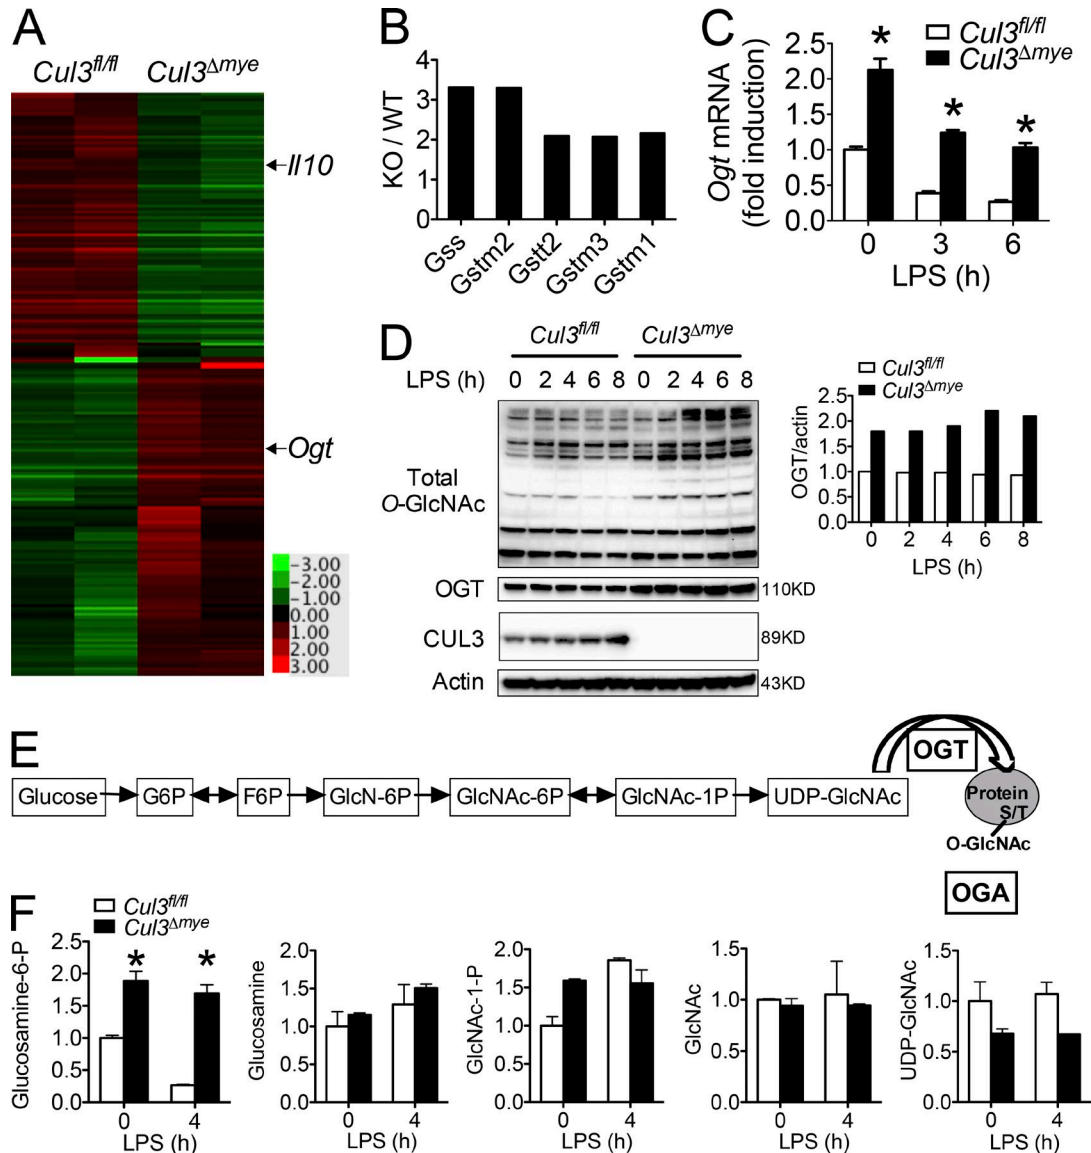 A
Cul3fl/fl Cul3Δmye
Il10
Ogt
-3.00
-2.00
-1.00
0.00
1.00
2.00
3.00
B
KO / WT
4
3
2
1
0
Gss
Gstm2
Gstt2
Gstm3
Gstm1
C
Cul3fl/fl
Cul3Δmye
Ogt mRNA
(fold induction)
2.5
2.0
1.5
1.0
0.5
0.0
* * *
0 3 6
LPS (h)
D
Cul3fl/fl Cul3Δmye
LPS (h) 0 2 4 6 8 0 2 4 6 8
Total
O-GlcNAc
OGT 110KD
CUL3 89KD
Actin 43KD
Cul3fl/fl
Cul3Δmye
OGT/actin
2.5
2.0
1.5
1.0
0.5
0.0
0 2 4 6 8
LPS (h)
E
Glucose G6P F6P GlcN-6P GlcNAc-6P GlcNAc-1P UDP-GlcNAc
OGT
Protein
S/T
O-GlcNAc
OGA
F
Cul3fl/fl
Cul3Δmye
Glucosamine-6-P
2.5
2.0
1.5
1.0
0.5
0.0
* *
0 4
LPS (h)
Glucosamine
2.0
1.5
1.0
0.5
0.0
0 4
LPS (h)
GlcNAc-1-P
2.0
1.5
1.0
0.5
0.0
0 4
LPS (h)
GlcNAc
1.5
1.0
0.5
0.0
0 4
LPS (h)
UDP-GlcNAc
1.5
1.0
0.5
0.0
0 4
LPS (h)